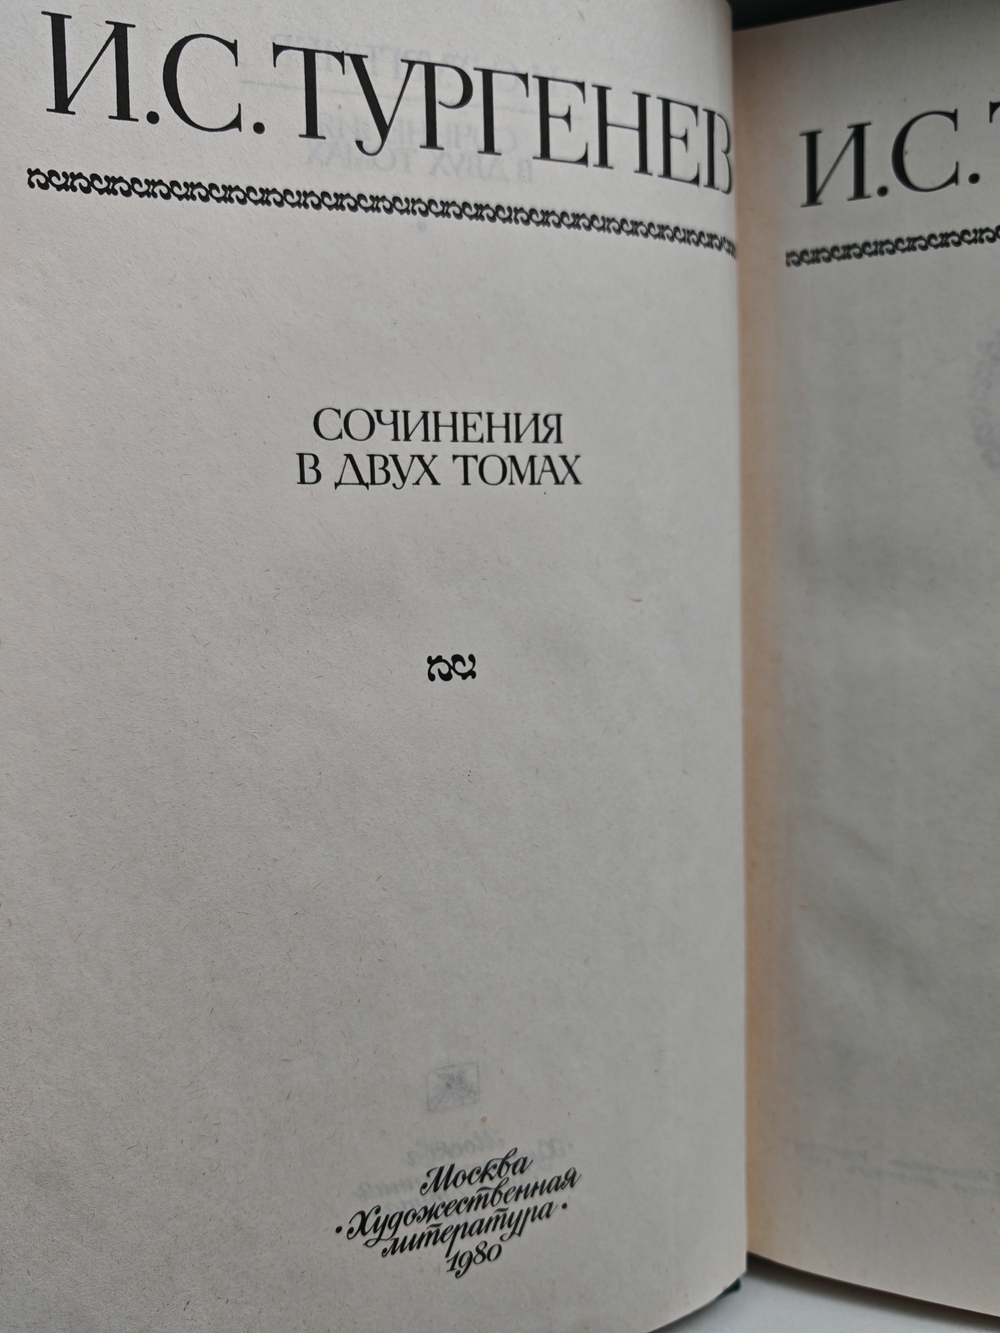 И.С.ТУРГЕНЕВ
СОЧИНЕНИЯ
В ДВУХ ТОМАХ
Москва
·Художественная
литература·
1980
И.С.